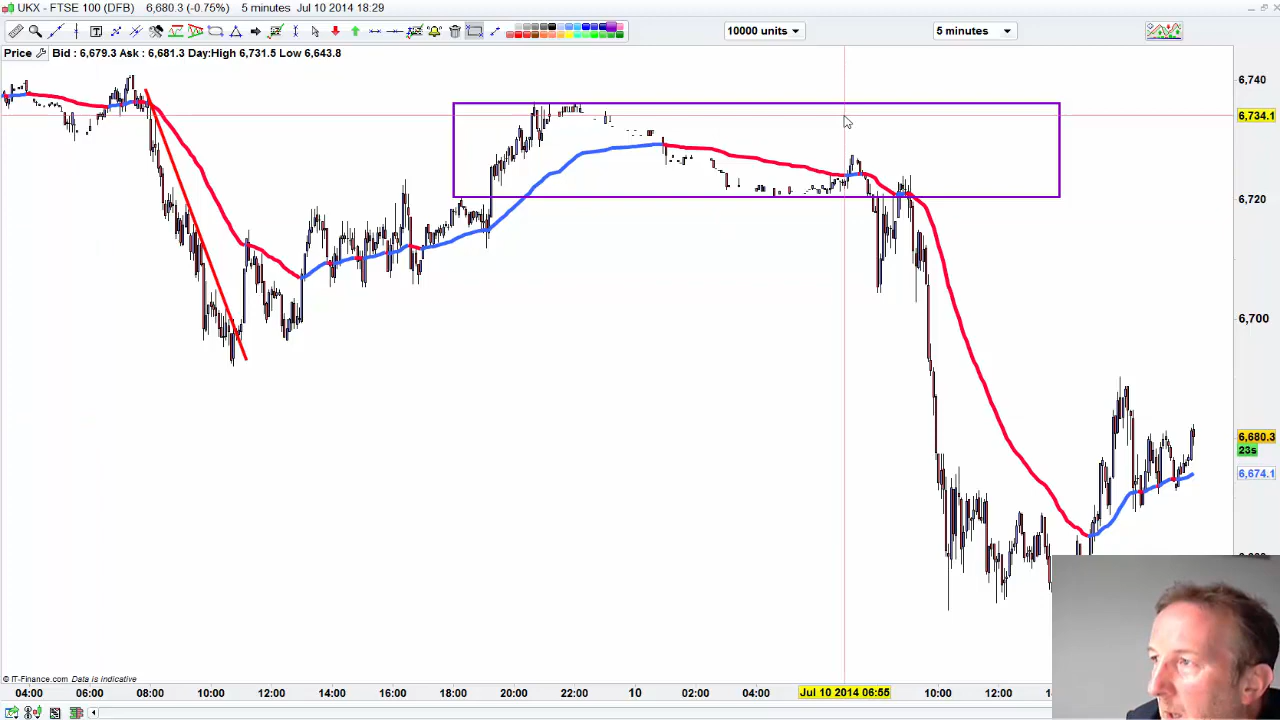 UKX - FTSE 100 (DFB) 6,680.3 (-0.75%) 5 minutes Jul 10 2014 18.29
10000 units
5 minutes
Price Bid : 6,679.3 Ask : 6,681.3 Day:High 6,731.5 Low 6,643.8
6,740
6,734.1
6,720
6,700
6,680.3
23s
6,674.1
© IT-Finance.com Data is indicative
04:00 06:00 08:00 10:00 12:00 14:00 16:00 18:00 20:00 22:00 10 02:00 04:00 Jul 10 2014 06:55 10:00 12:00